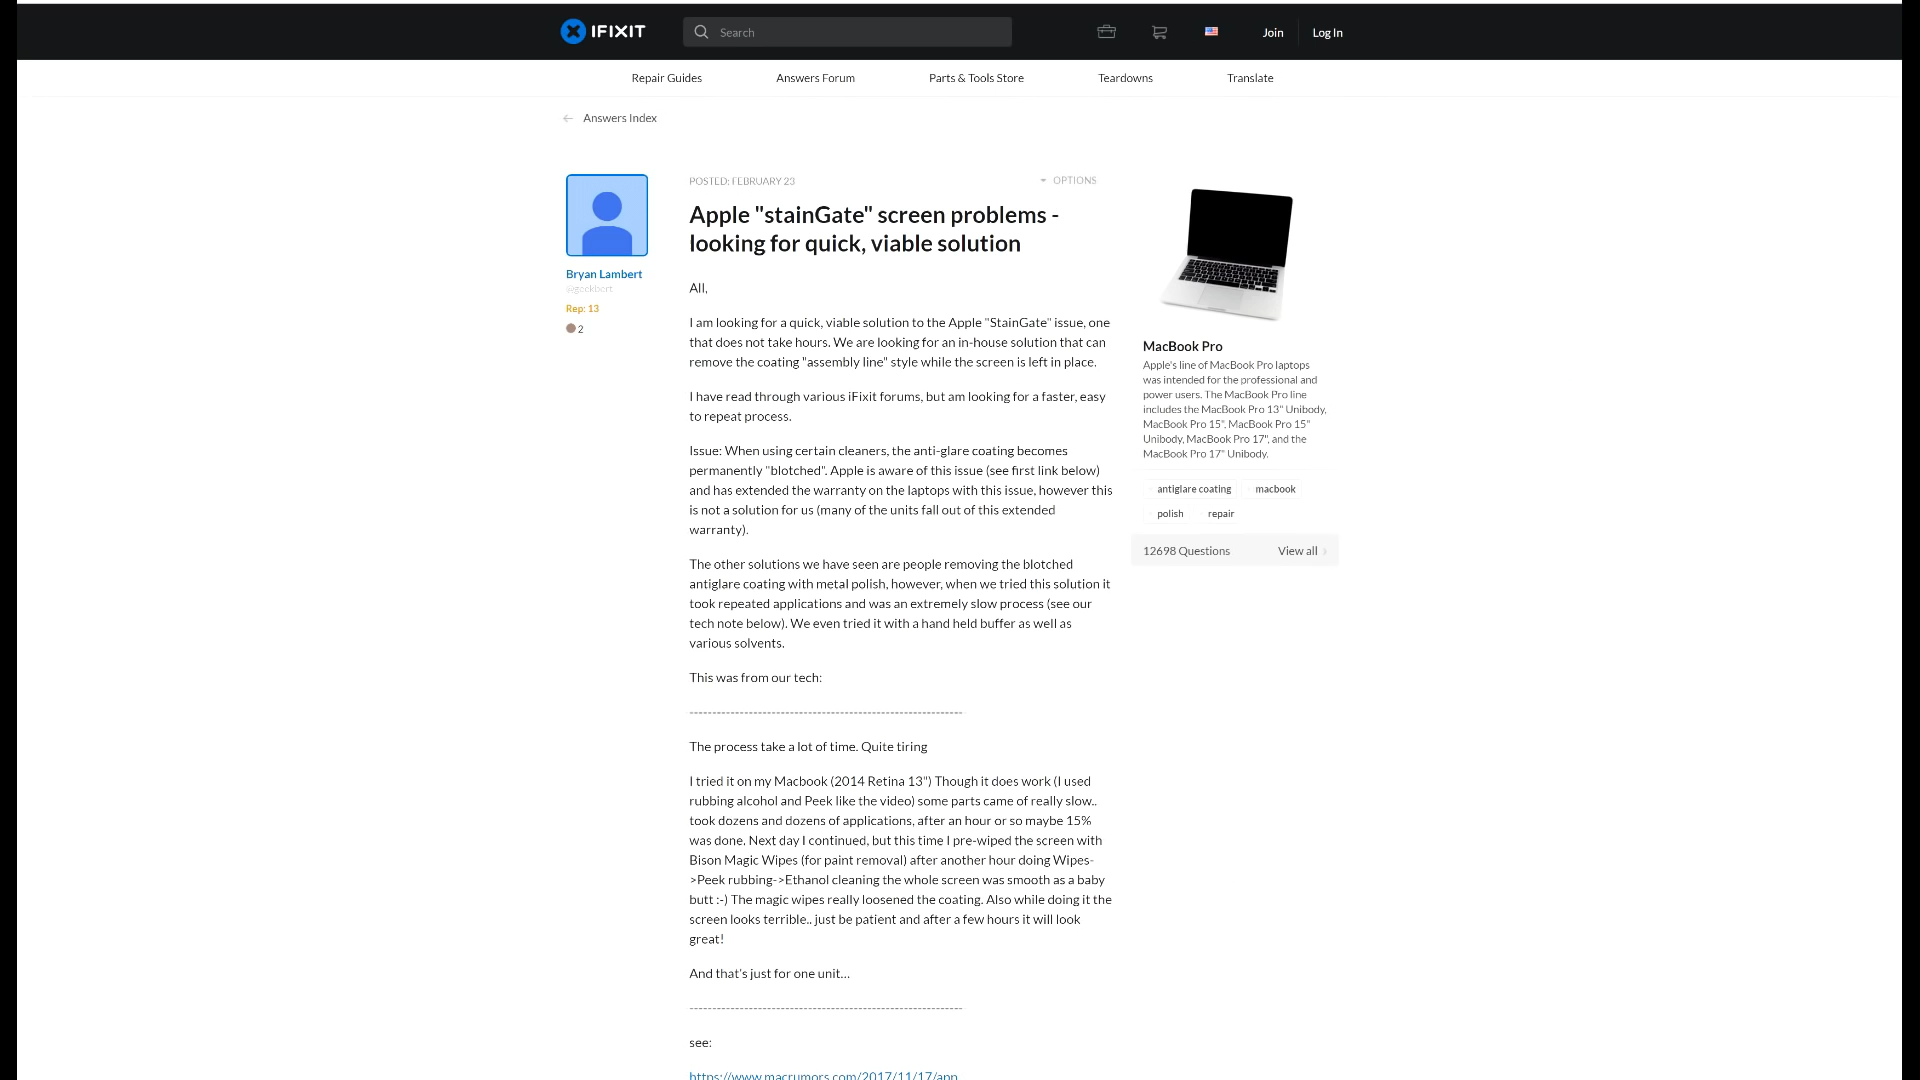 IFIXIT
Search
Join
Log In
Repair Guides
Answers Forum
Parts & Tools Store
Teardowns
Translate
Answers Index
POSTED: FEBRUARY 23
OPTIONS
Apple "stainGate" screen problems -
looking for quick, viable solution
Bryan Lambert
@geekbert
Rep: 13
2
All,
I am looking for a quick, viable solution to the Apple "StainGate" issue, one
that does not take hours. We are looking for an in-house solution that can
remove the coating "assembly line" style while the screen is left in place.
I have read through various iFixit forums, but am looking for a faster, easy
to repeat process.
Issue: When using certain cleaners, the anti-glare coating becomes
permanently "blotched". Apple is aware of this issue (see first link below)
and has extended the warranty on the laptops with this issue, however this
is not a solution for us (many of the units fall out of this extended
warranty).
The other solutions we have seen are people removing the blotched
antiglare coating with metal polish, however, when we tried this solution it
took repeated applications and was an extremely slow process (see our
tech note below). We even tried it with a hand held buffer as well as
various solvents.
This was from our tech:
------------------------------------------------------------
The process take a lot of time. Quite tiring
I tried it on my Macbook (2014 Retina 13") Though it does work (I used
rubbing alcohol and Peek like the video) some parts came of really slow..
took dozens and dozens of applications, after an hour or so maybe 15%
was done. Next day I continued, but this time I pre-wiped the screen with
Bison Magic Wipes (for paint removal) after another hour doing Wipes-
>Peek rubbing->Ethanol cleaning the whole screen was smooth as a baby
butt :-) The magic wipes really loosened the coating. Also while doing it the
screen looks terrible.. just be patient and after a few hours it will look
great!
And that's just for one unit...
------------------------------------------------------------
see:
https://www.macrumors.com/2017/11/17/app...
MacBook Pro
Apple's line of MacBook Pro laptops
was intended for the professional and
power users. The MacBook Pro line
includes the MacBook Pro 13" Unibody,
MacBook Pro 15", MacBook Pro 15"
Unibody, MacBook Pro 17", and the
MacBook Pro 17" Unibody.
antiglare coating
macbook
polish
repair
12698 Questions
View all